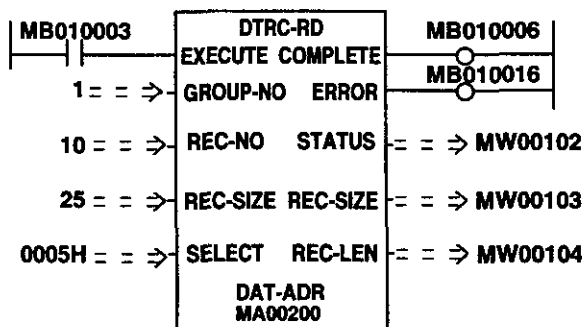 MB010003 DTRC-RD MB010006
EXECUTE COMPLETE
MB010016
1 = = => GROUP-NO ERROR
10 = = => REC-NO STATUS = = => MW00102
25 = = => REC-SIZE REC-SIZE = = => MW00103
0005H = = => SELECT REC-LEN = = => MW00104
DAT-ADR
MA00200